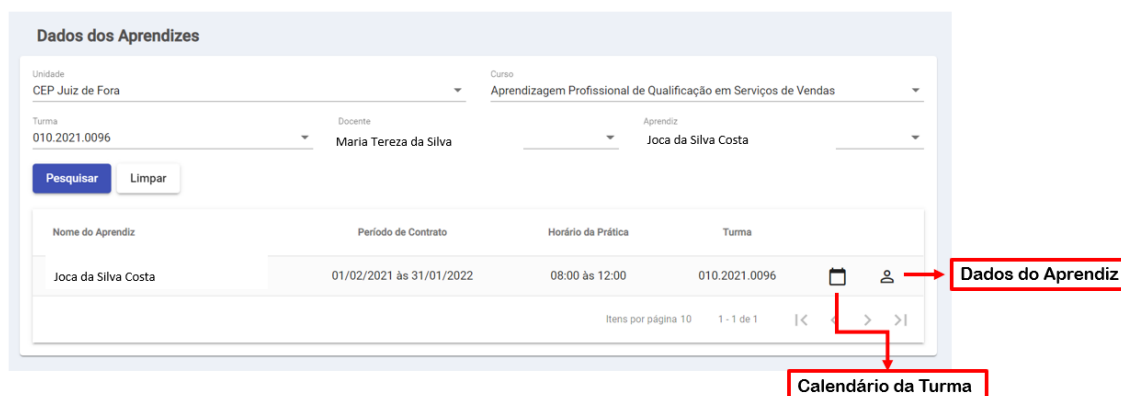 Dados dos Aprendizes
Unidade
CEP Juiz de Fora
Curso
Aprendizagem Profissional de Qualificação em Serviços de Vendas
Turma
010.2021.0096
Docente
Maria Tereza da Silva
Aprendiz
Joca da Silva Costa
Pesquisar Limpar
Nome do Aprendiz Período de Contrato Horário da Prática Turma
Joca da Silva Costa 01/02/2021 às 31/01/2022 08:00 às 12:00 010.2021.0096
Dados do Aprendiz
Itens por página 10 1 - 1 de 1
Calendário da Turma